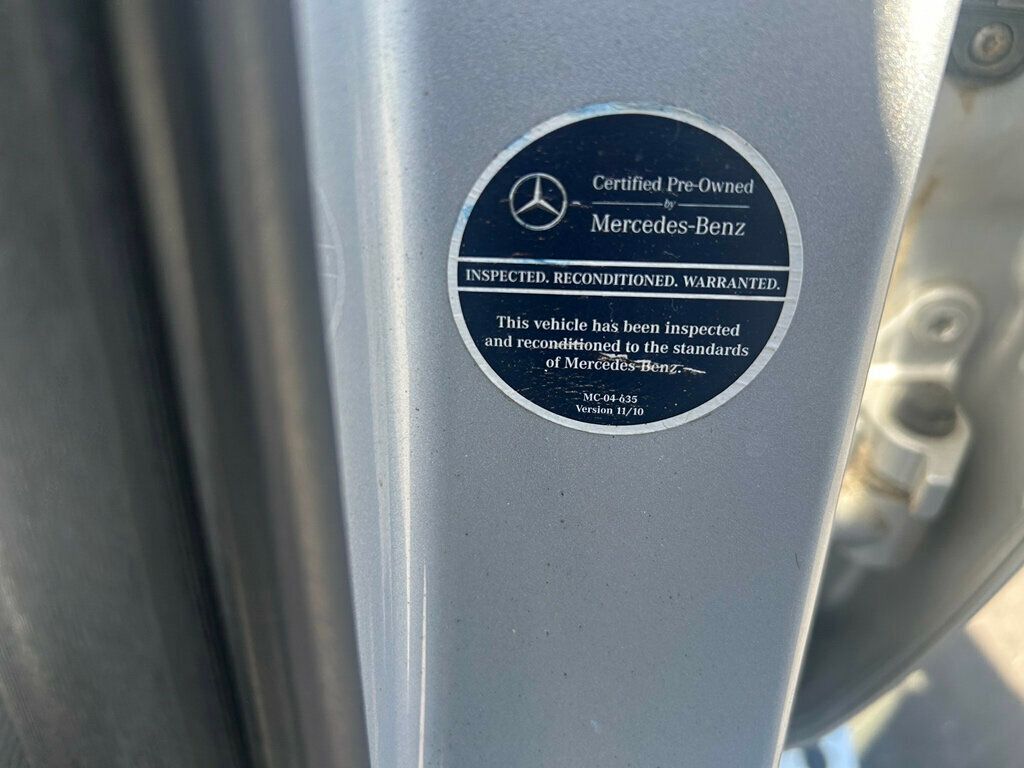 Certified Pre-Owned
by
Mercedes-Benz
INSPECTED. RECONDITIONED. WARRANTED.
This vehicle has been inspected
and reconditioned to the standards
of Mercedes-Benz.
MC-04-635
Version 11/10